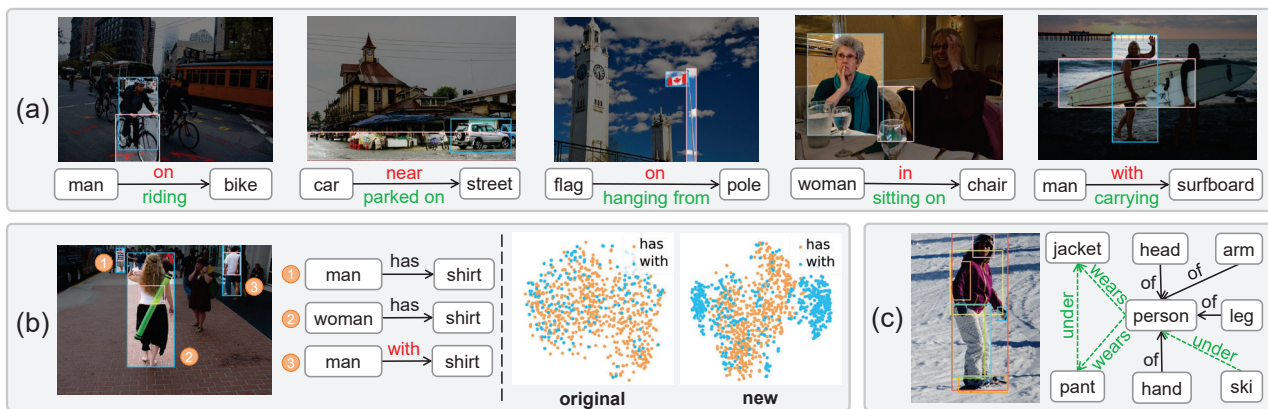 (a)
man on riding bike
car near parked on street
flag on hanging from pole
woman in sitting on chair
man with carrying surfboard
(b)
1
2
3
1 man has shirt
2 woman has shirt
3 man with shirt
has
with
original
has
with
new
(c)
jacket
head
arm
wears
of
of
under
person
of
leg
wears
of
under
pant
hand
ski